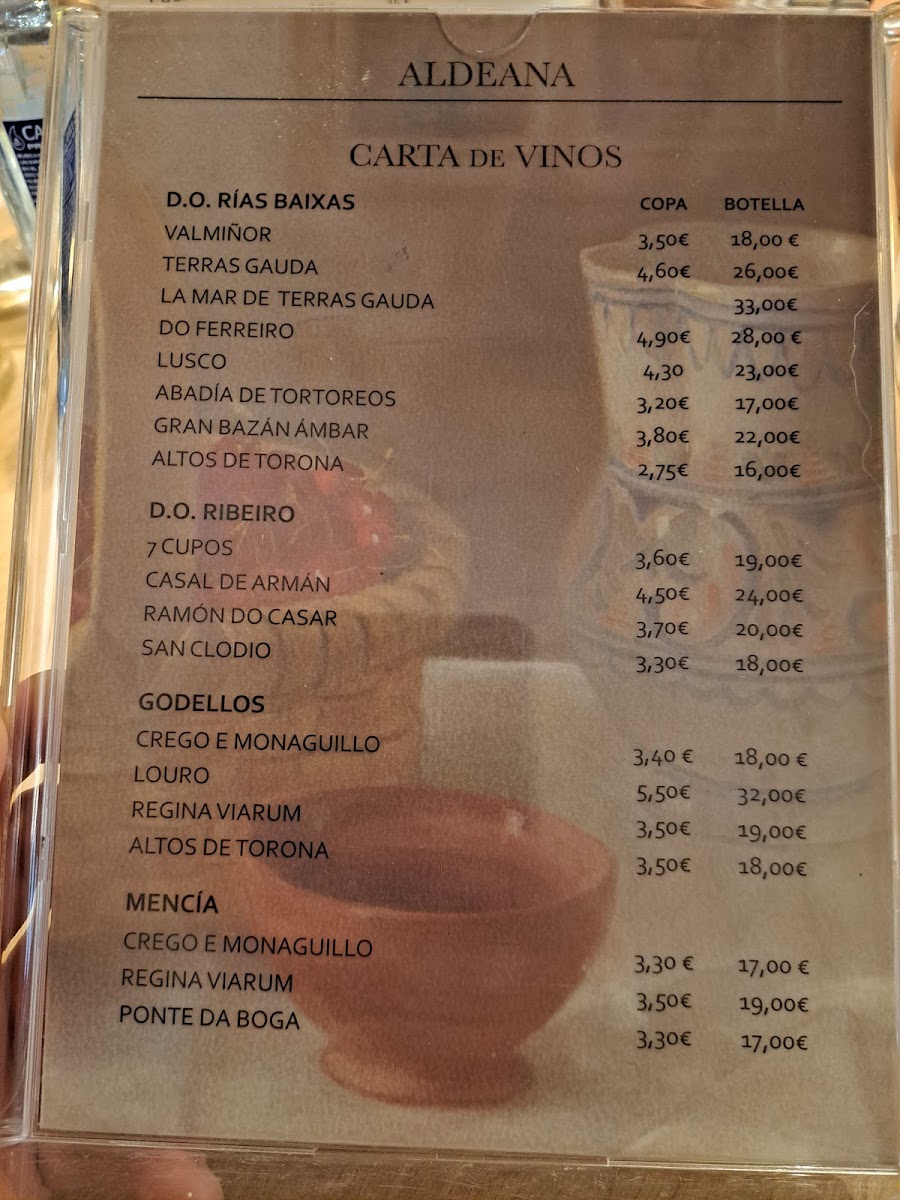 ALDEANA
CARTA DE VINOS
D.O. RÍAS BAIXAS COPA BOTELLA
VALMIÑOR 3,50€ 18,00 €
TERRAS GAUDA 4,60€ 26,00€
LA MAR DE TERRAS GAUDA 33,00€
DO FERREIRO 4,90€ 28,00 €
LUSCO 4,30 23,00€
ABADÍA DE TORTOREOS 3,20€ 17,00€
GRAN BAZÁN ÁMBAR 3,80€ 22,00€
ALTOS DE TORONA 2,75€ 16,00€
D.O. RIBEIRO
7 CUPOS 3,60€ 19,00€
CASAL DE ARMÁN 4,50€ 24,00€
RAMÓN DO CASAR 3,70€ 20,00€
SAN CLODIO 3,30€ 18,00€
GODELLOS
CREGO E MONAGUILLO 3,40 € 18,00 €
LOURO 5,50€ 32,00€
REGINA VIARUM 3,50€ 19,00€
ALTOS DE TORONA 3,50€ 18,00€
MENCÍA
CREGO E MONAGUILLO 3,30 € 17,00 €
REGINA VIARUM 3,50€ 19,00€
PONTE DA BOGA 3,30€ 17,00€